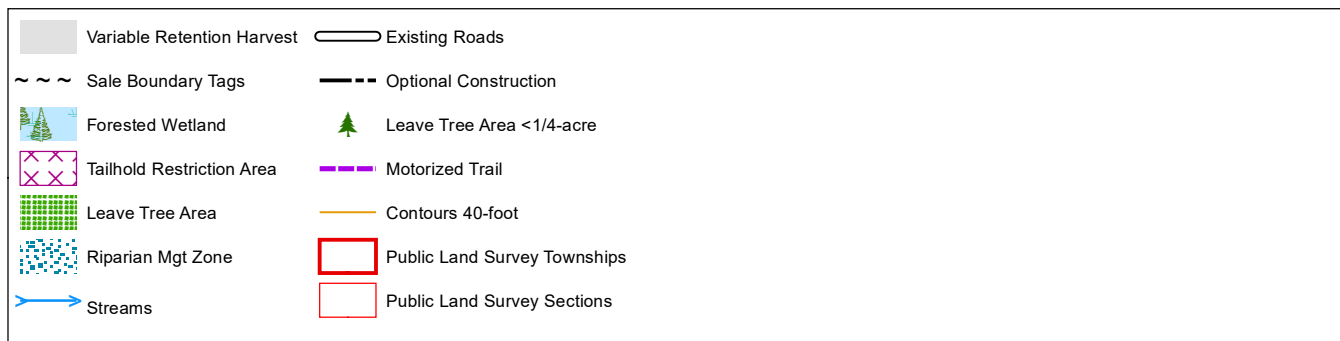 Variable Retention Harvest
Sale Boundary Tags
Forested Wetland
Tailhold Restriction Area
Leave Tree Area
Riparian Mgt Zone
Streams
Existing Roads
Optional Construction
Leave Tree Area <1/4-acre
Motorized Trail
Contours 40-foot
Public Land Survey Townships
Public Land Survey Sections